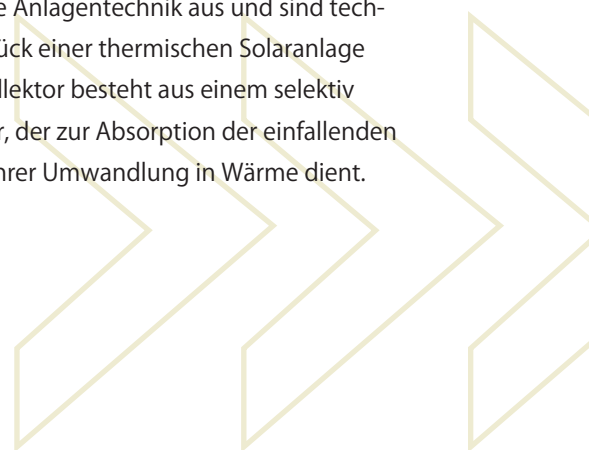 e Anlagentechnik aus und sind tech-
ück einer thermischen Solaranlage
llektor besteht aus einem selektiv
r, der zur Absorption der einfallenden
hrer Umwandlung in Wärme dient.